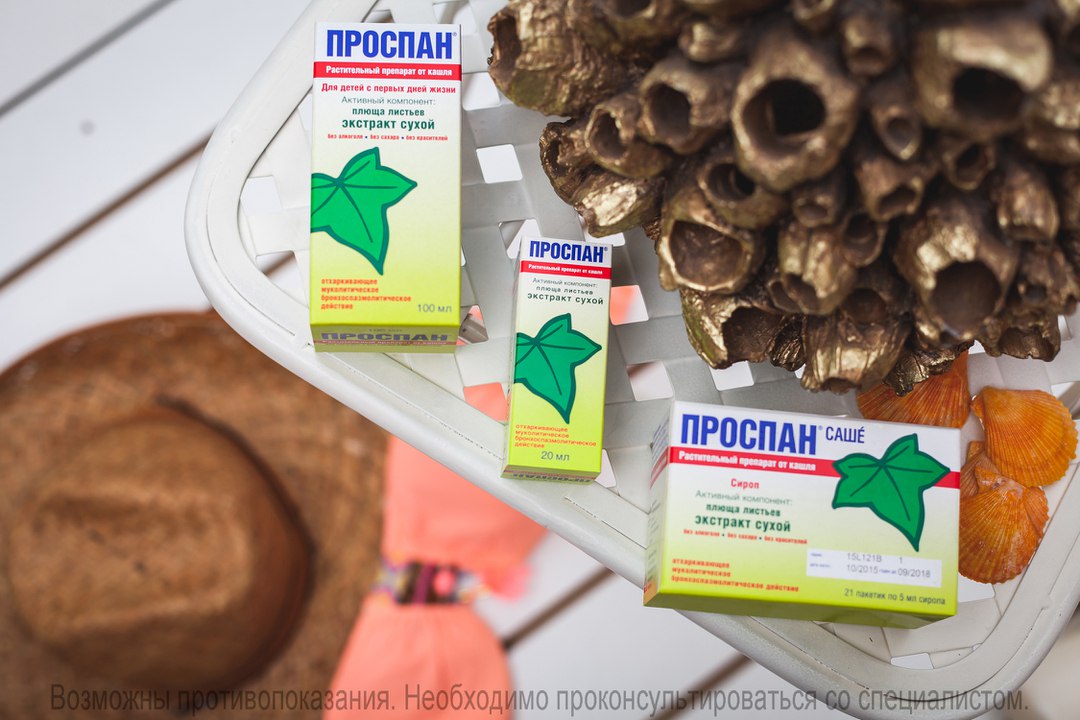 ПРОСПАН®
Растительный препарат от кашля
Для детей с первых дней жизни
Активный компонент:
плюща листьев
экстракт сухой
без алкоголя • без сахара • без красителей
отхаркивающее
муколитическое
бронхоспазмолитическое
действие
100 мл
ПРОСПАН
ПРОСПАН®
Растительный препарат от кашля
Активный компонент:
плюща листьев
экстракт сухой
отхаркивающее
муколитическое
бронхоспазмолитическое
действие
20 мл
ПРОСПАН
ПРОСПАН® САШЕ́
Растительный препарат от кашля
Сироп
Активный компонент:
плюща листьев
экстракт сухой
без алкоголя • без сахара • без красителей
отхаркивающее
муколитическое
бронхоспазмолитическое действие
15L121B 1
10/2015 09/2018
21 пакетик по 5 мл сиропа
Возможны противопоказания. Необходимо проконсультироваться со специалистом.